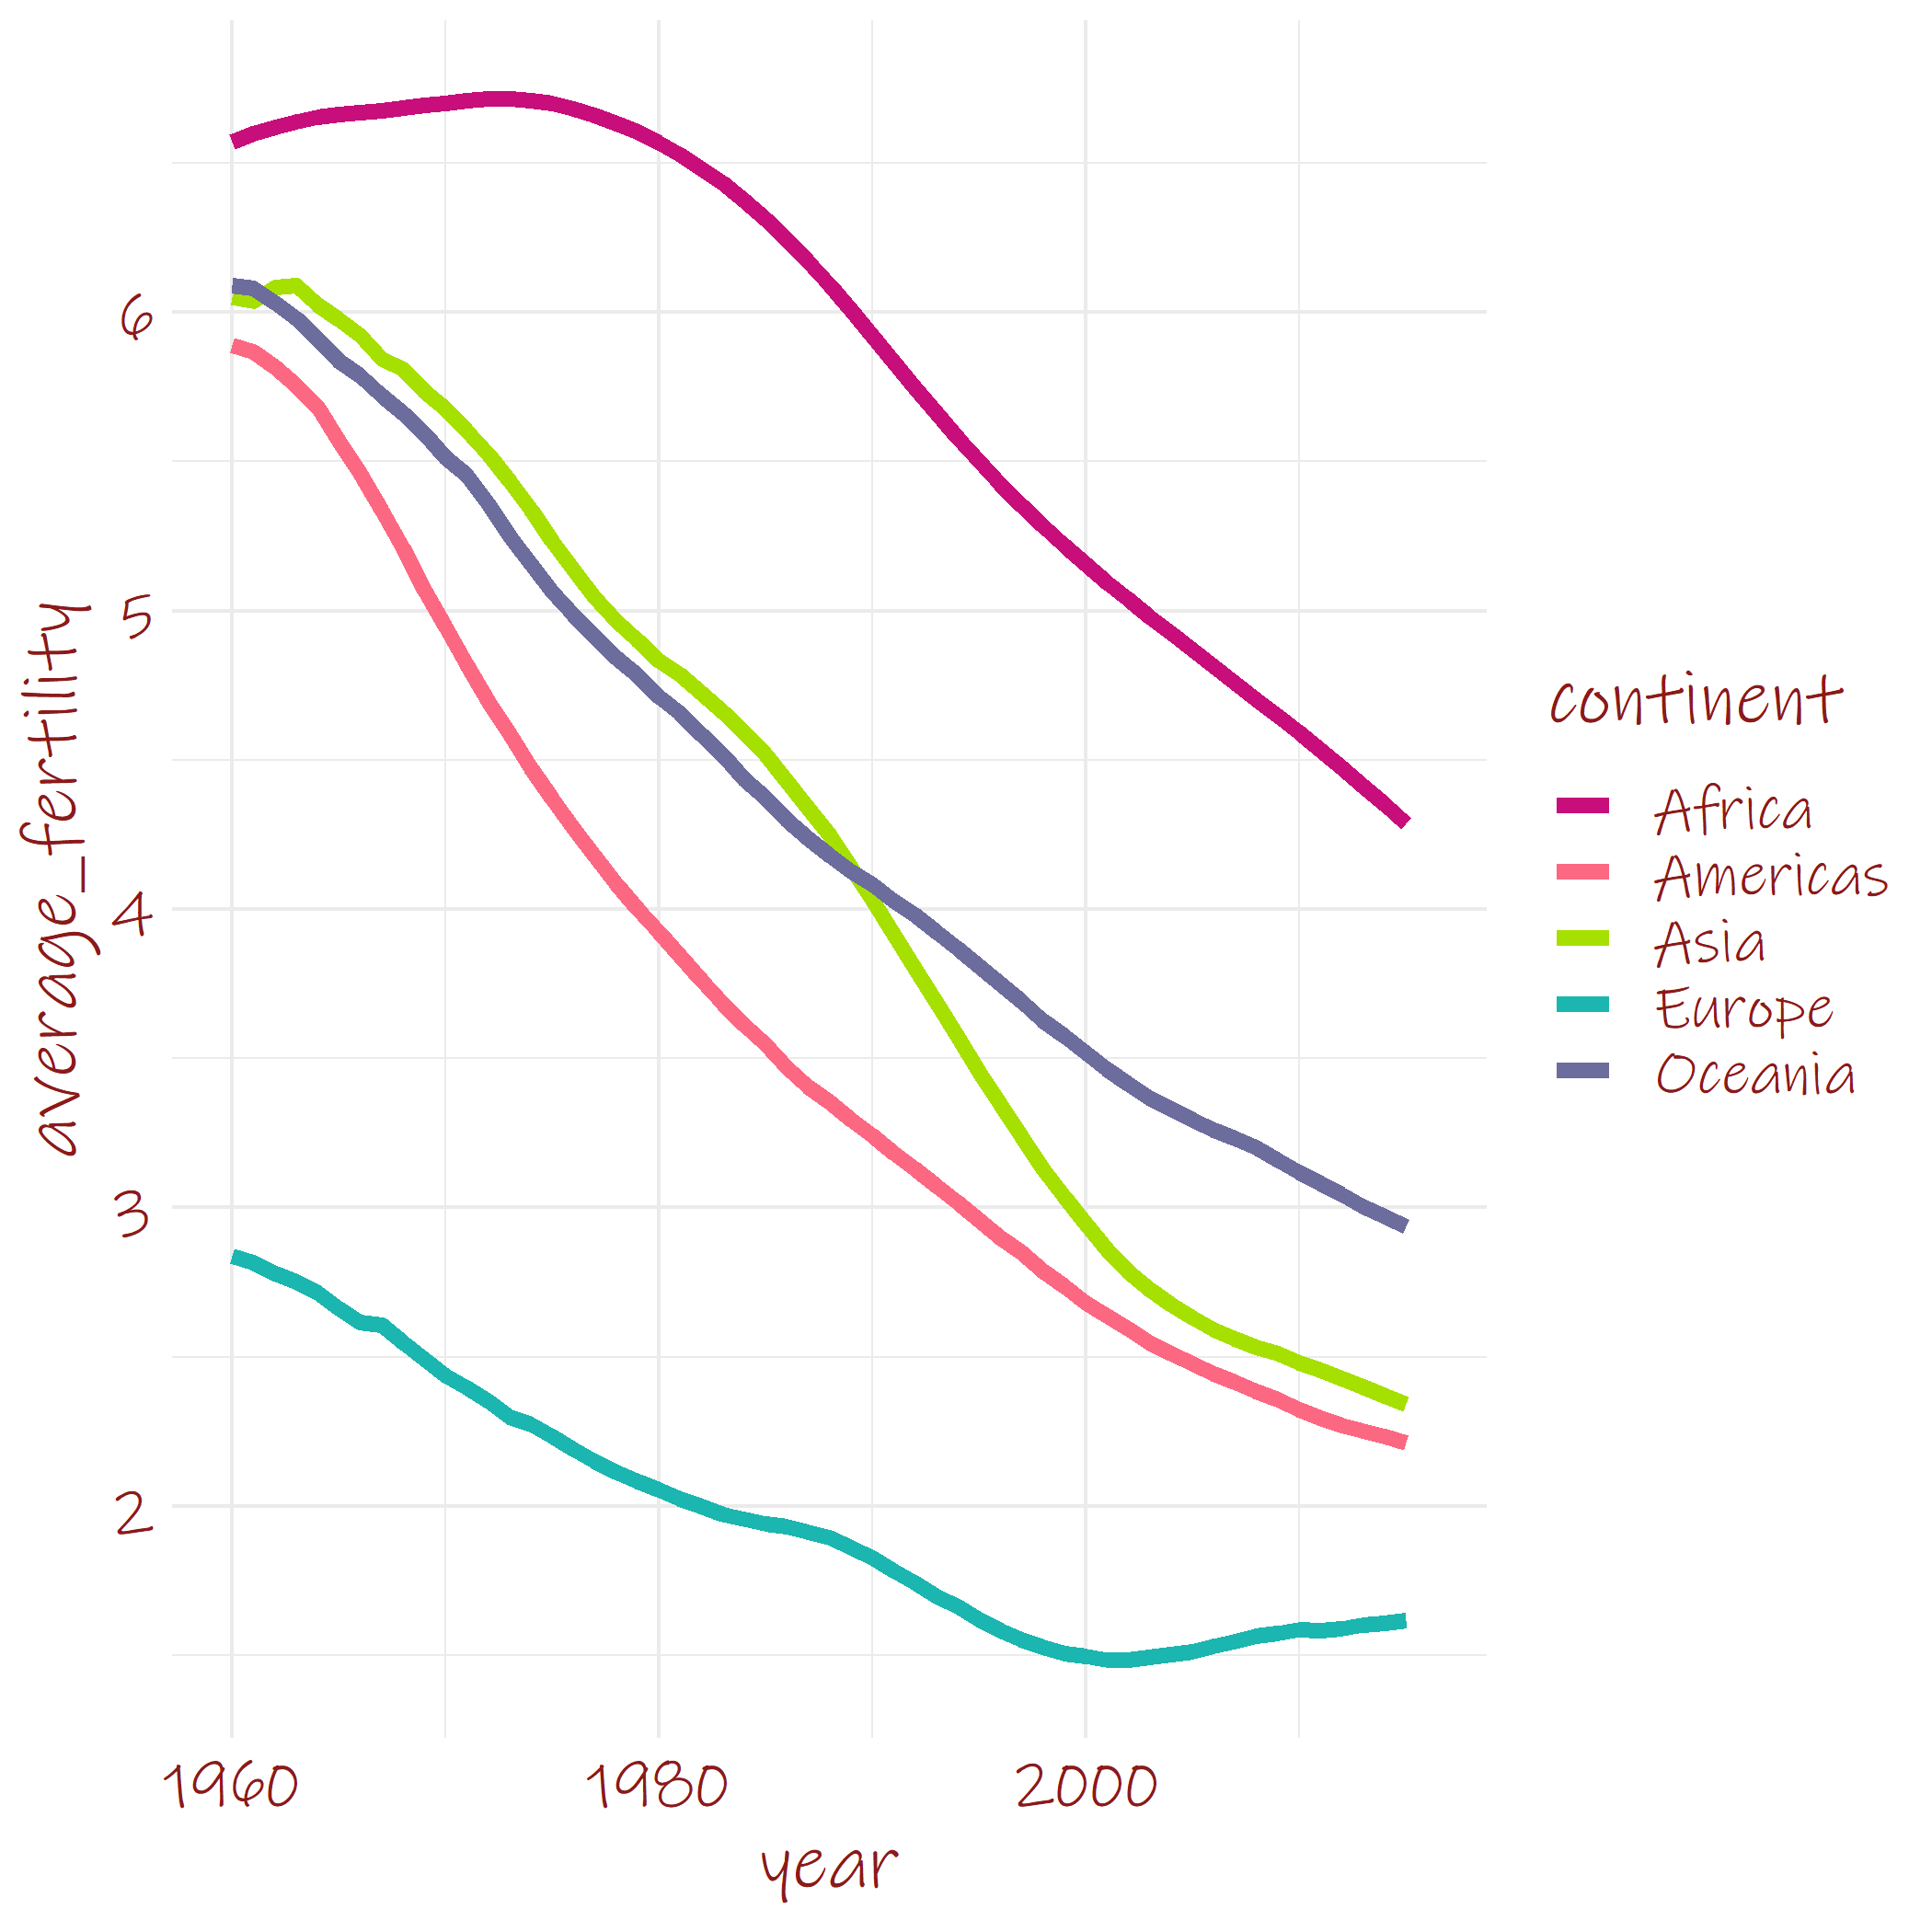 average_fertility
6
5
4
3
2
1960 1980 2000
year
continent
Africa
Americas
Asia
Europe
Oceania